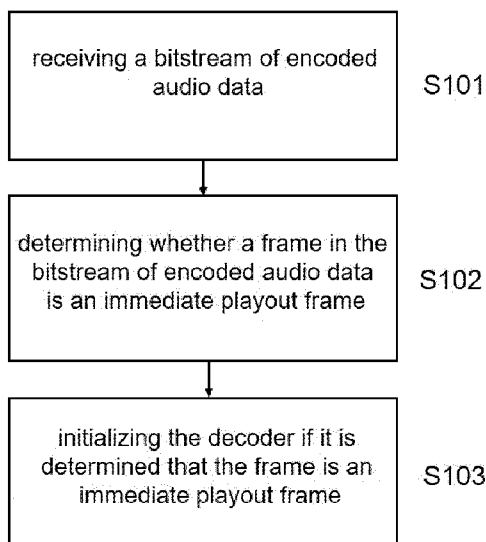 receiving a bitstream of encoded
audio data
S101
determining whether a frame in the
bitstream of encoded audio data
is an immediate playout frame
S102
initializing the decoder if it is
determined that the frame is an
immediate playout frame
S103